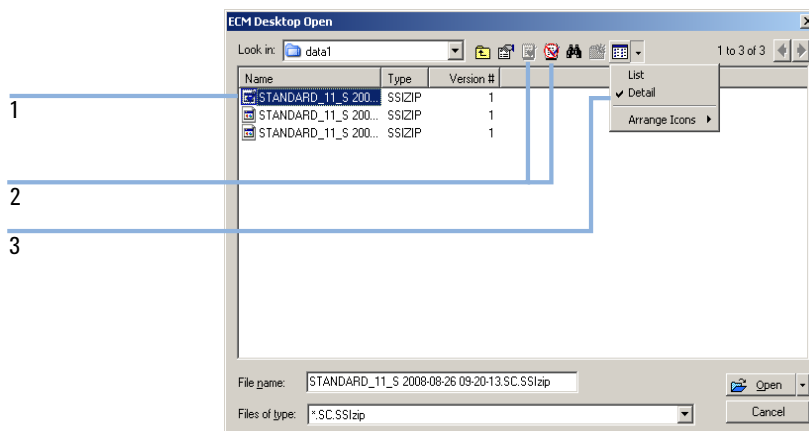 ECM Desktop Open
Look in: data1
1 to 3 of 3
Name Type Version #
STANDARD_11_S 200... SSIZIP 1
STANDARD_11_S 200... SSIZIP 1
STANDARD_11_S 200... SSIZIP 1
List
Detail
Arrange Icons
1
2
3
File name: STANDARD_11_S 2008-08-26 09-20-13.SC.SSIzip
Open
Files of type: *.SC.SSIzip
Cancel